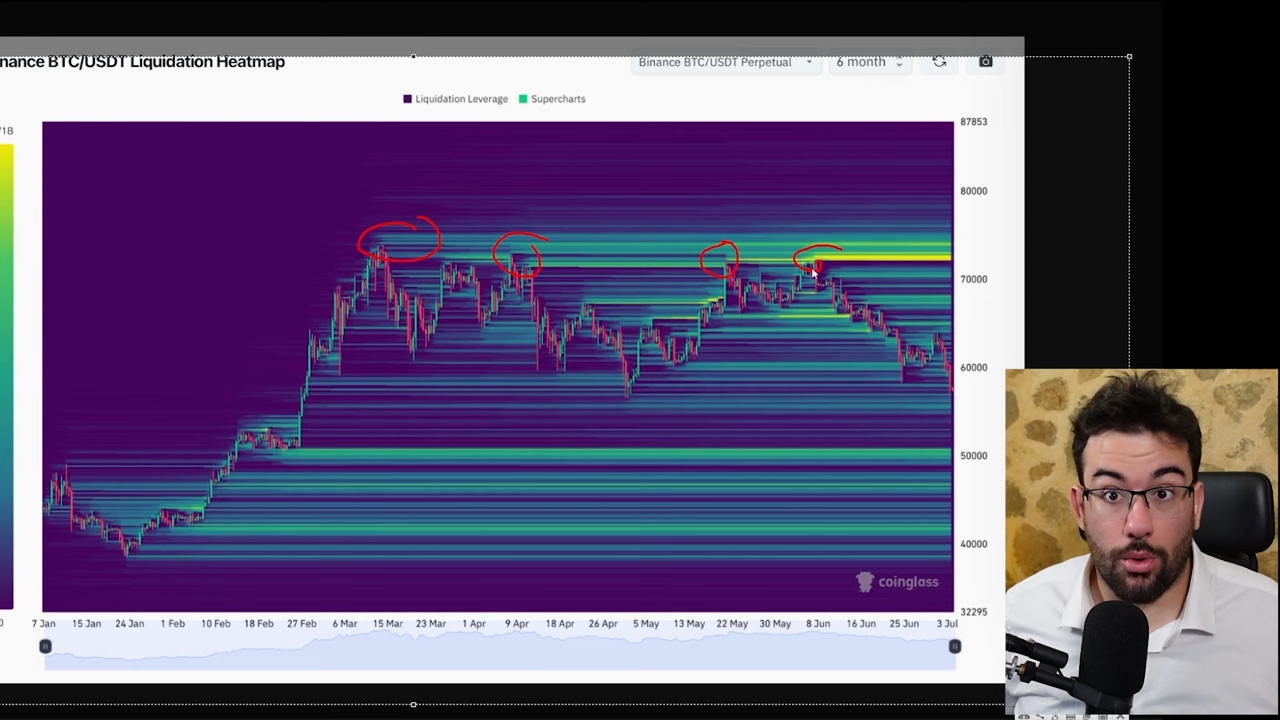 nance BTC/USDT Liquidation Heatmap
Binance BTC/USDT Perpetual
6 month
Liquidation Leverage
Supercharts
71B
87853
80000
70000
60000
50000
40000
32295
coinglass
7 Jan 15 Jan 24 Jan 1 Feb 10 Feb 18 Feb 27 Feb 6 Mar 15 Mar 23 Mar 1 Apr 9 Apr 18 Apr 26 Apr 5 May 13 May 22 May 30 May 8 Jun 16 Jun 25 Jun 3 Jul